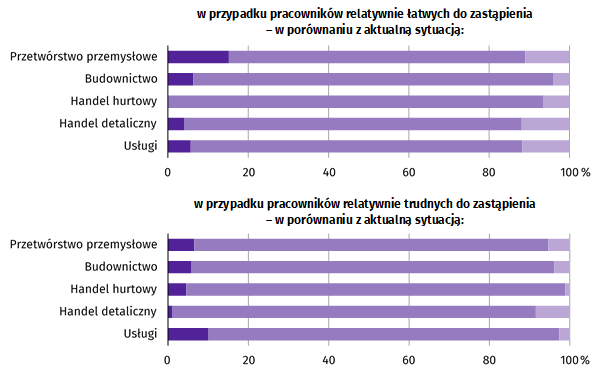 w przypadku pracowników relatywnie łatwych do zastąpienia
– w porównaniu z aktualną sytuacją:
Przetwórstwo przemysłowe
Budownictwo
Handel hurtowy
Handel detaliczny
Usługi
0 20 40 60 80 100 %
w przypadku pracowników relatywnie trudnych do zastąpienia
– w porównaniu z aktualną sytuacją:
Przetwórstwo przemysłowe
Budownictwo
Handel hurtowy
Handel detaliczny
Usługi
0 20 40 60 80 100 %